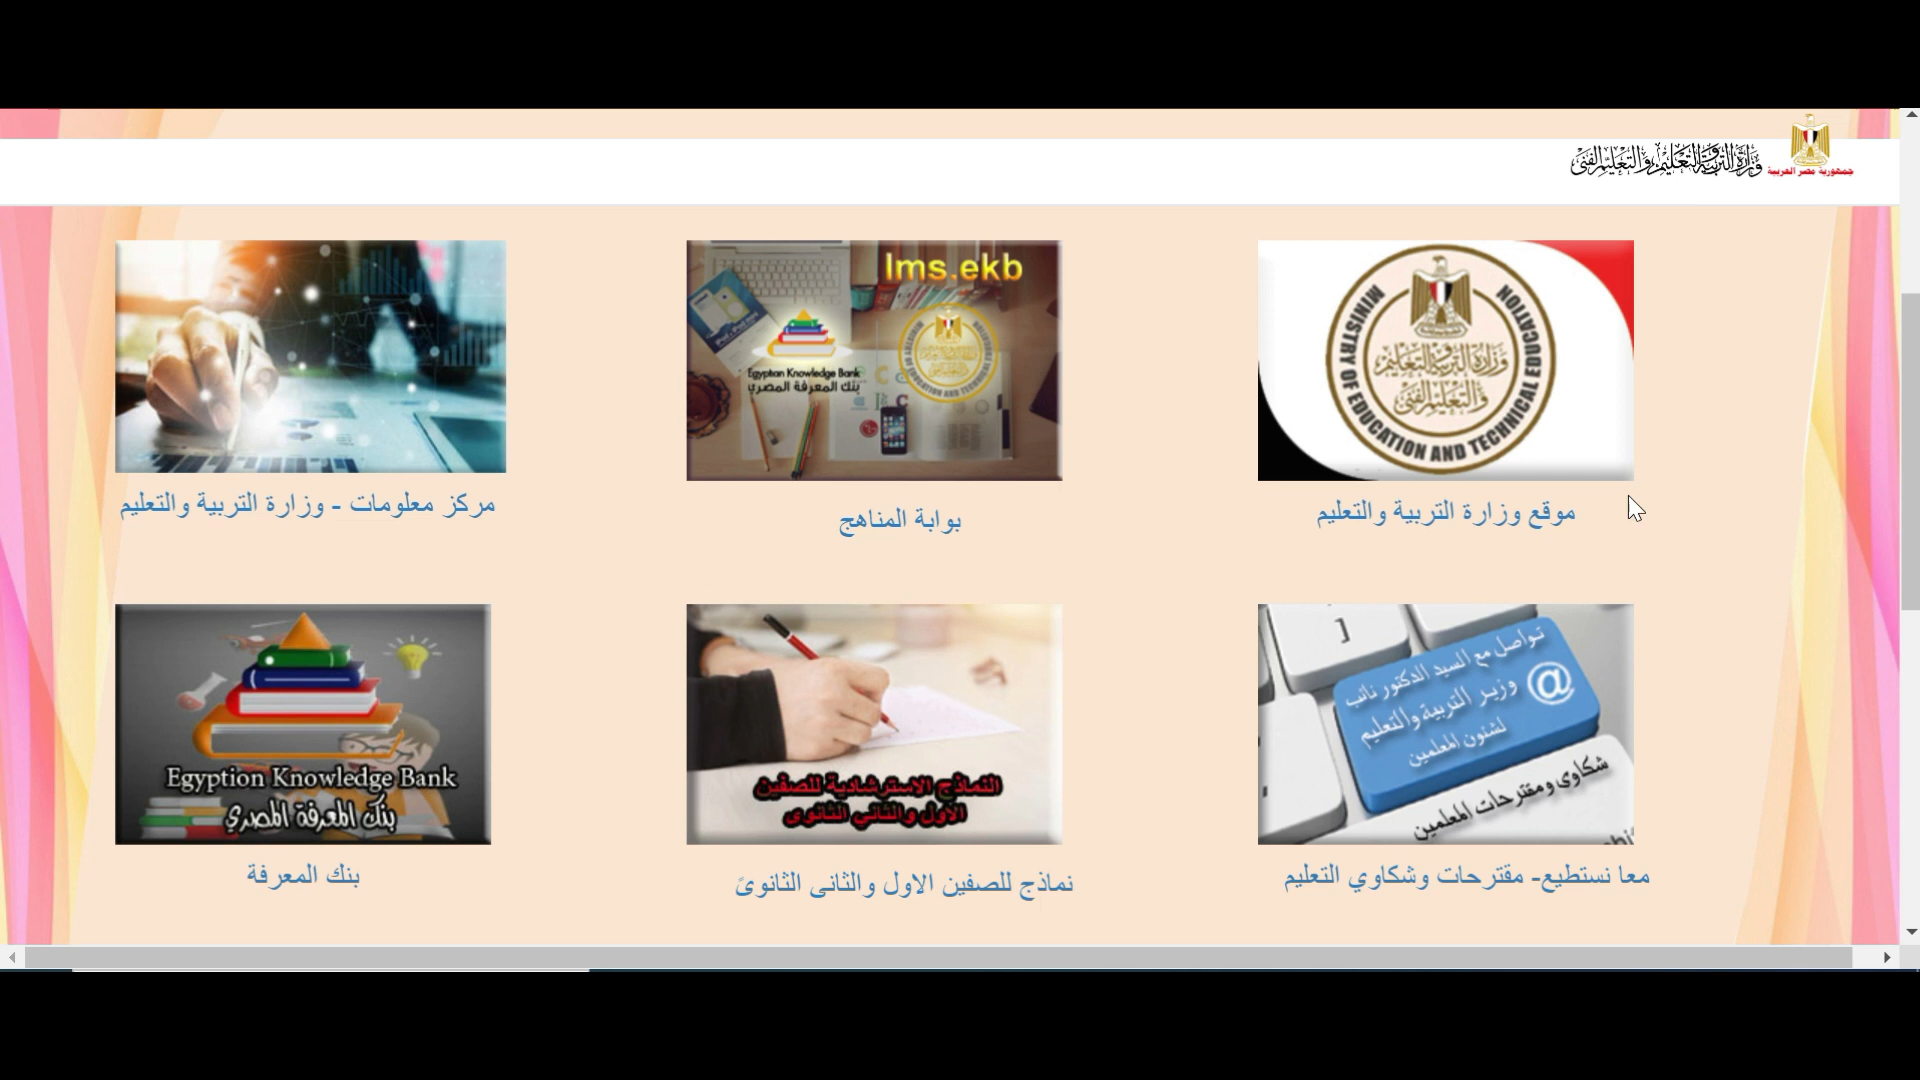 جمهورية مصر العربية
وزارة التربية والتعليم والتعليم الفني
MINISTRY OF EDUCATION AND TECHNICAL EDUCATION
وزارة التربية والتعليم
والتعليم الفني
موقع وزارة التربية والتعليم
lms.ekb
Egyptian Knowledge Bank
بنك المعرفة المصري
بوابة المناهج
مركز معلومات - وزارة التربية والتعليم
تواصل مع السيد الدكتور نائب
وزير التربية والتعليم
لشئون المعلمين
@
شكاوى ومقترحات المعلمين
معا نستطيع- مقترحات وشكاوي التعليم
النماذج الاسترشادية للصفين
الاول والثاني الثانوى
نماذج للصفين الاول والثانى الثانوىً
Egyption Knowledge Bank
بنك المعرفة المصري
بنك المعرفة